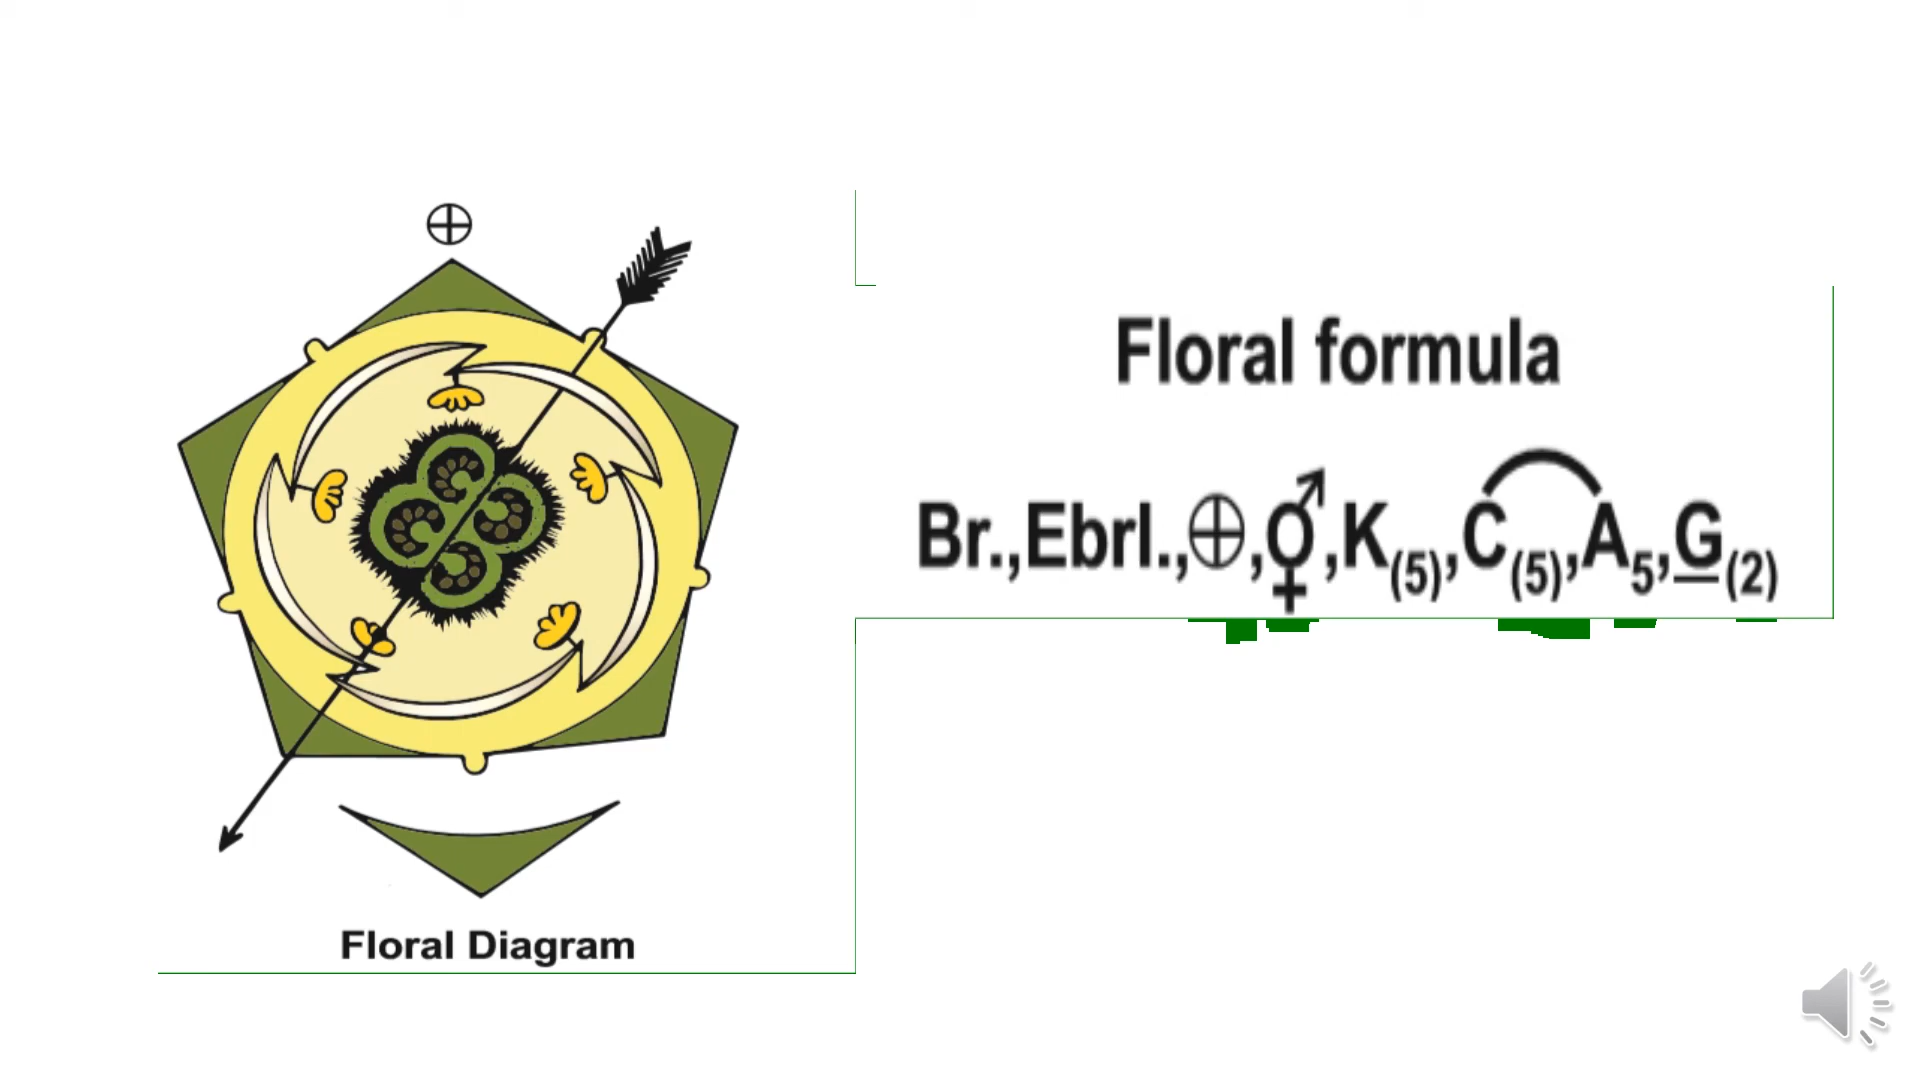 ⊕
Floral Diagram
Floral formula
Br.,Ebrl.,⊕,⚥,K(5),C(5),A5,G(2)